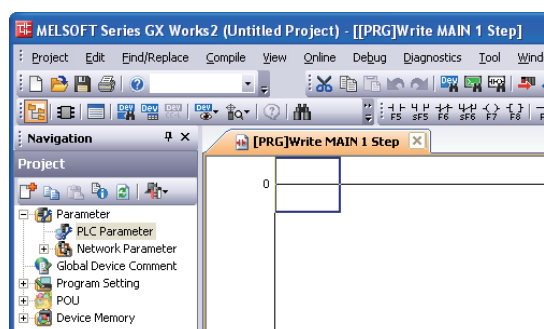 MELSOFT Series GX Works2 (Untitled Project) - [[PRG]Write MAIN 1 Step]
Project Edit Find/Replace Compile View Online Debug Diagnostics Tool Wind
F5 sF5 F6 sF6 F7 F8
Navigation
[PRG]Write MAIN 1 Step
Project
0
Parameter
PLC Parameter
Network Parameter
Global Device Comment
Program Setting
POU
Device Memory